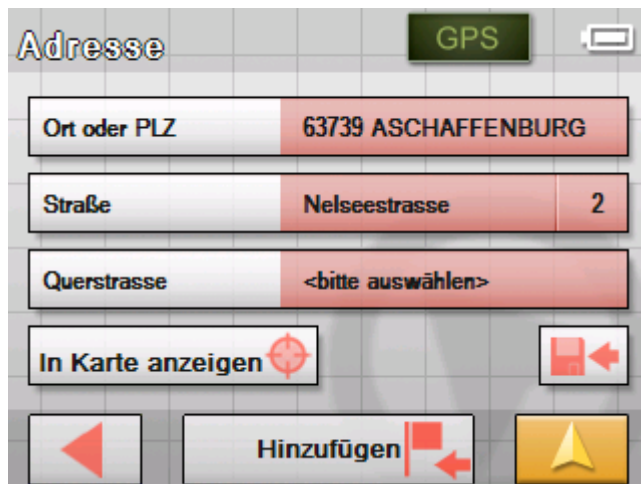 Adresse
GPS
Ort oder PLZ 63739 ASCHAFFENBURG
Straße Nelseestrasse 2
Querstrasse <bitte auswählen>
In Karte anzeigen
Hinzufügen